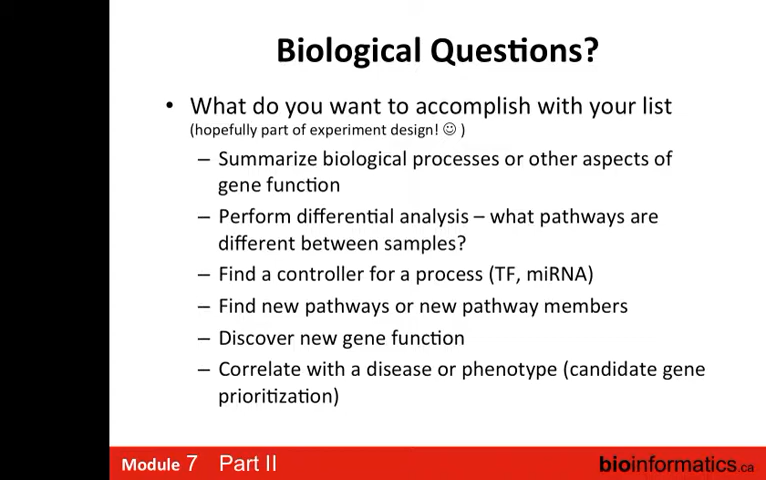 Biological Questions?
• What do you want to accomplish with your list
(hopefully part of experiment design! ☺ )
– Summarize biological processes or other aspects of
gene function
– Perform differential analysis – what pathways are
different between samples?
– Find a controller for a process (TF, miRNA)
– Find new pathways or new pathway members
– Discover new gene function
– Correlate with a disease or phenotype (candidate gene
prioritization)
Module 7 Part II
bioinformatics.ca